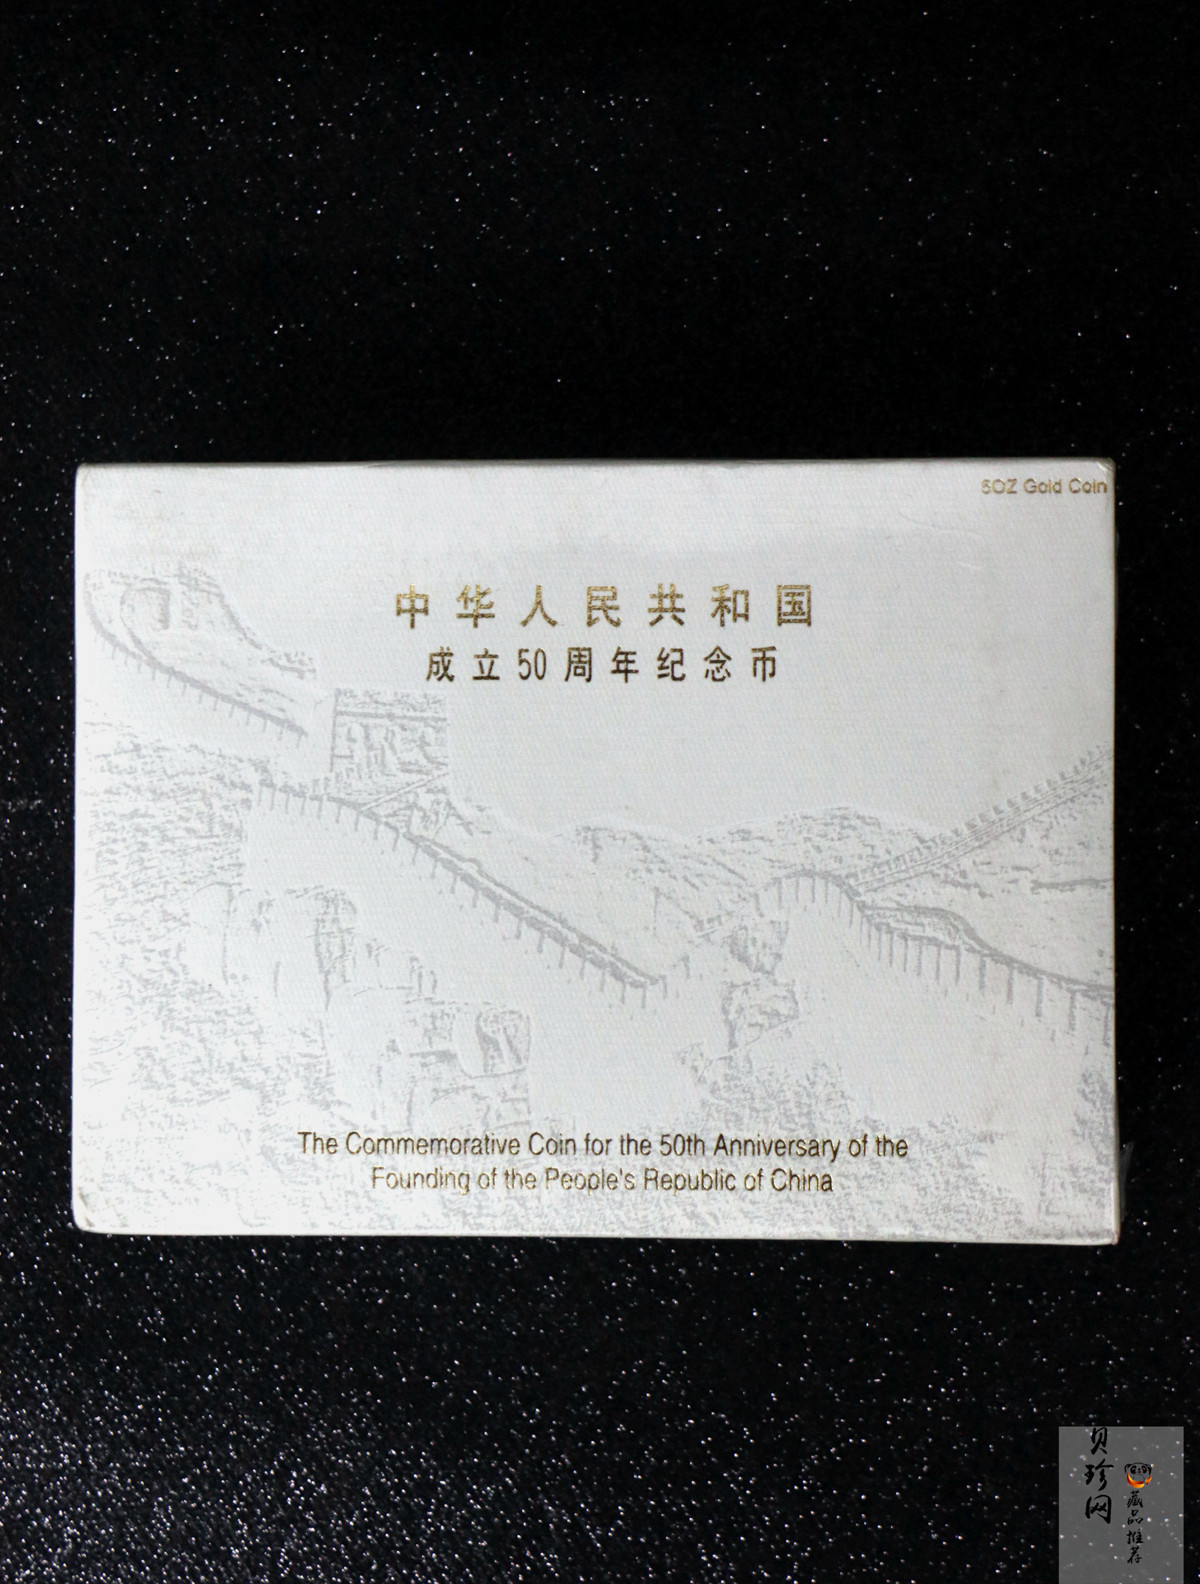 5OZ Gold Coin
中华人民共和国
成立50周年纪念币
The Commemorative Coin for the 50th Anniversary of the
Founding of the People's Republic of China
贝珍网
藏品推荐